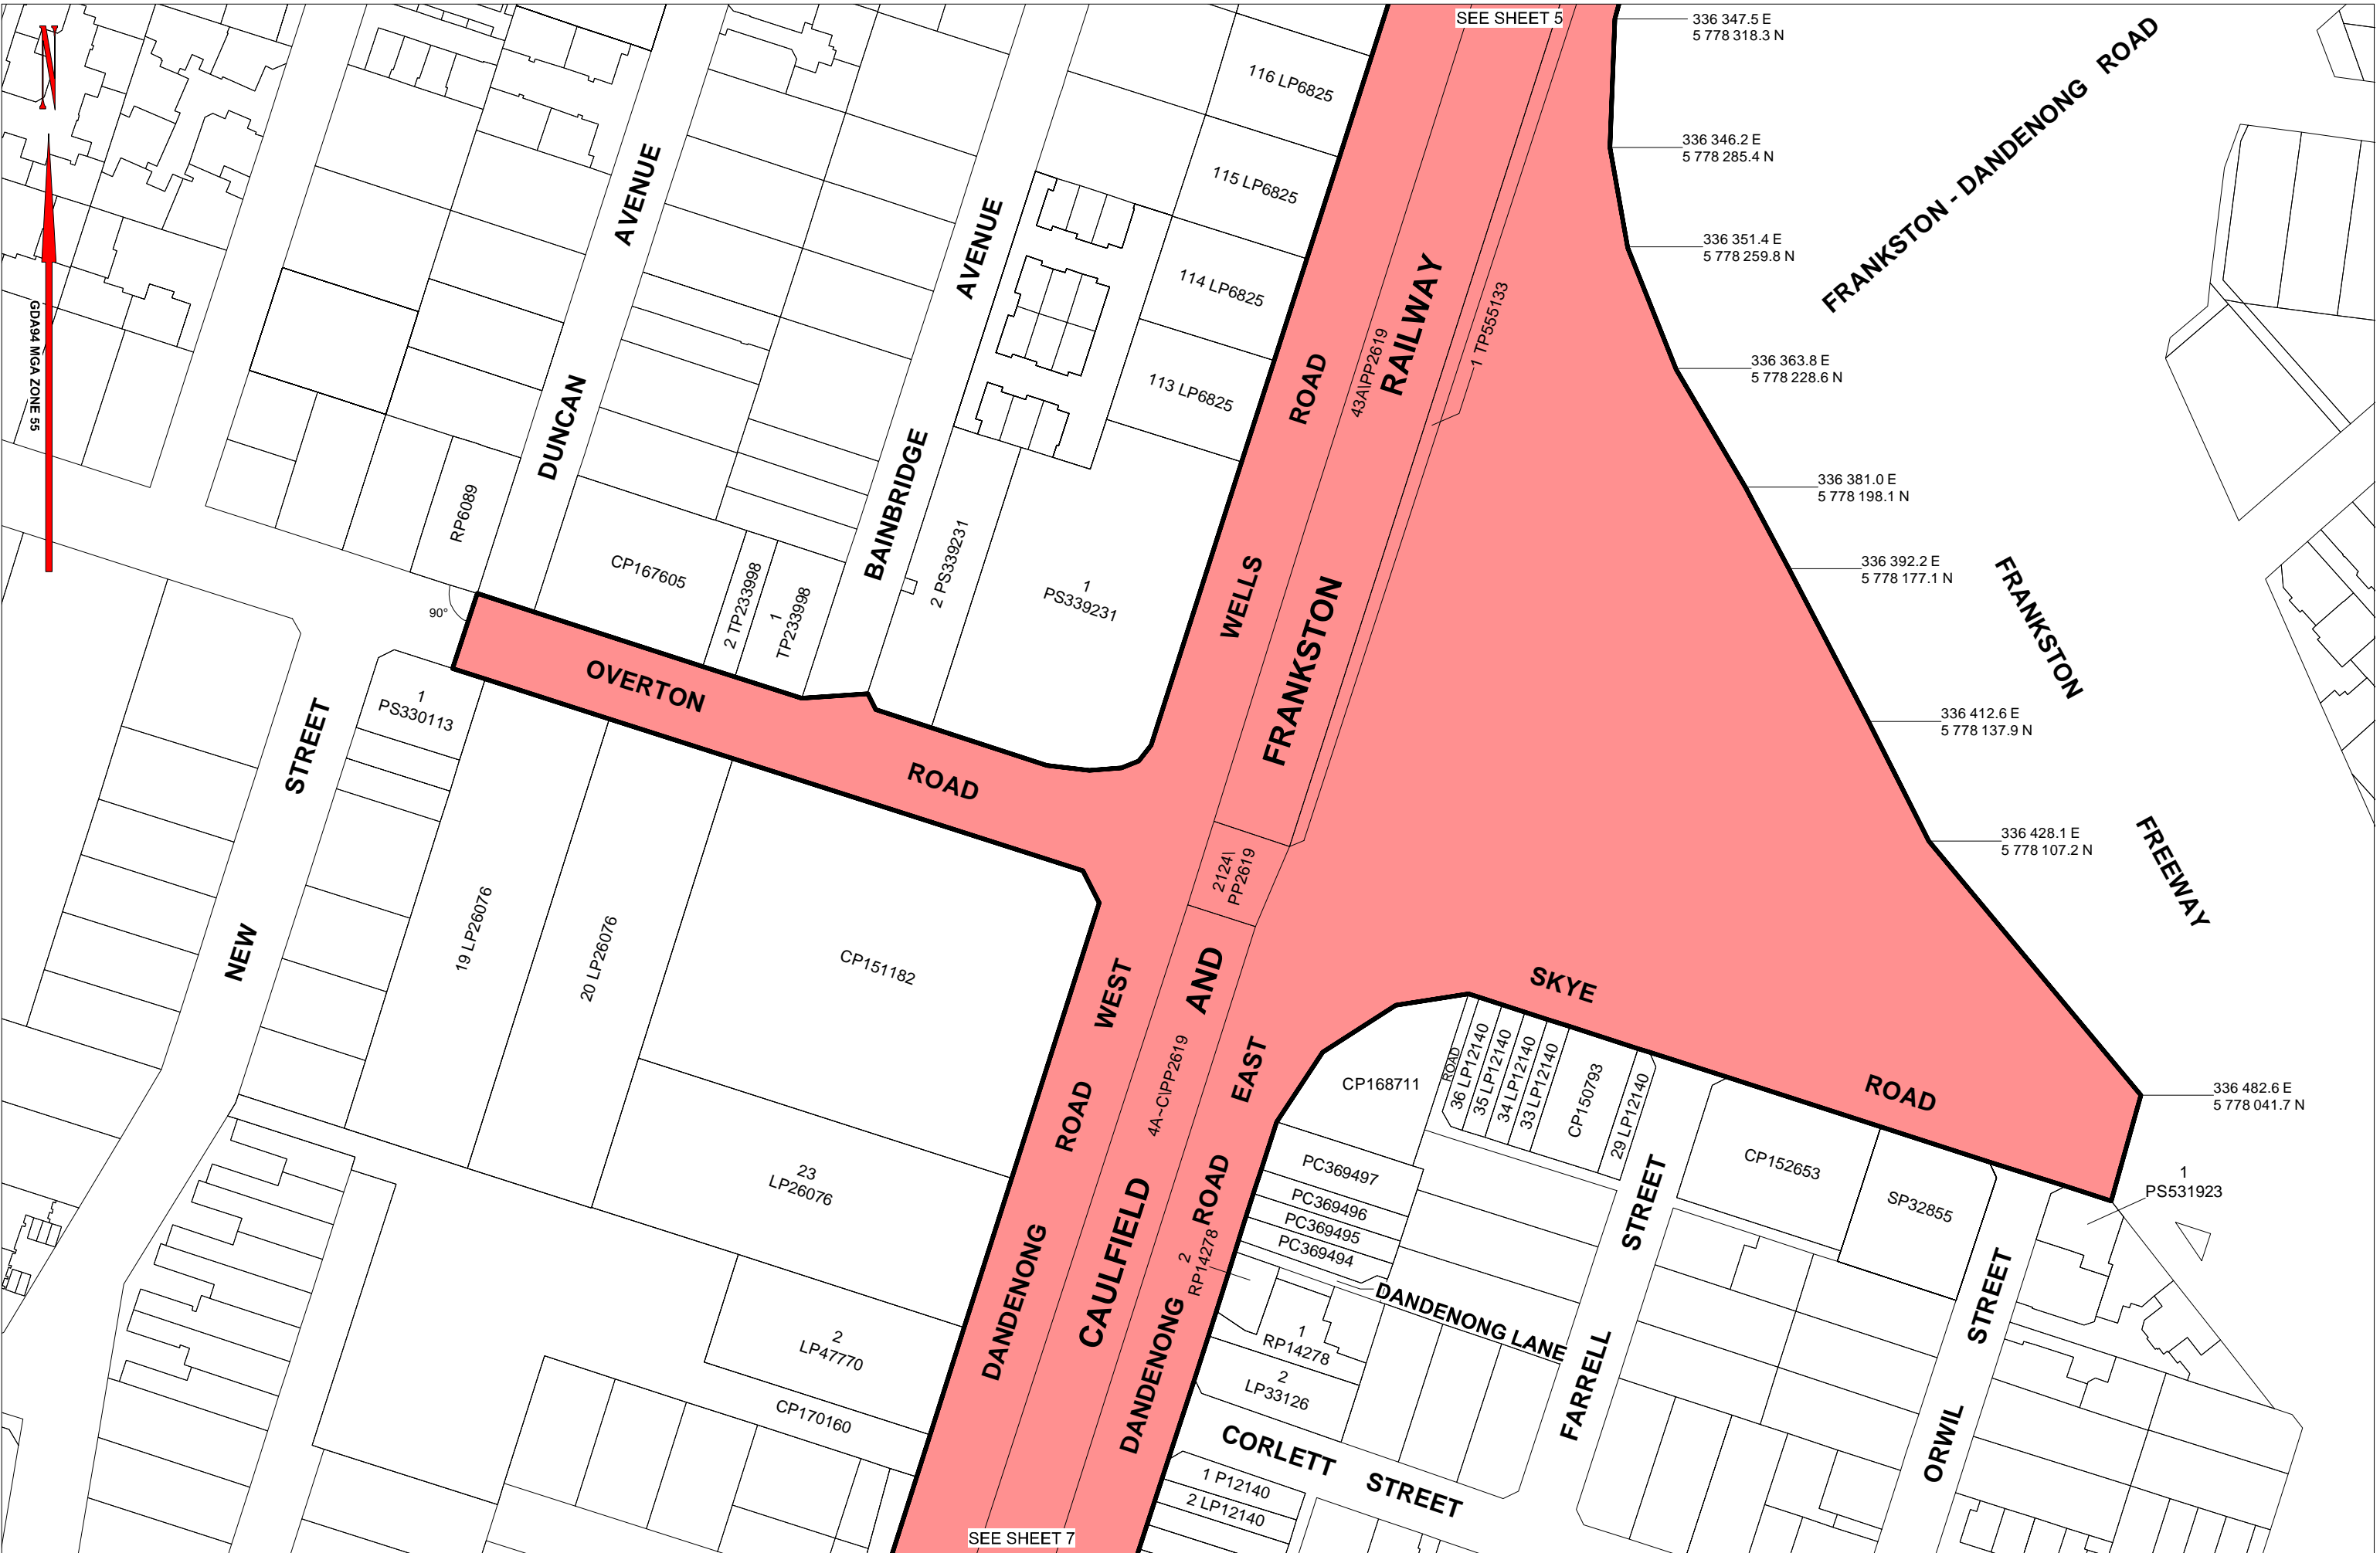 SEE SHEET 5
336 347.5 E
5 778 318.3 N
336 346.2 E
5 778 285.4 N
336 351.4 E
5 778 259.8 N
336 363.8 E
5 778 228.6 N
336 381.0 E
5 778 198.1 N
336 392.2 E
5 778 177.1 N
336 412.6 E
5 778 137.9 N
336 428.1 E
5 778 107.2 N
336 482.6 E
5 778 041.7 N
FRANKSTON - DANDENONG ROAD
FRANKSTON FREEWAY
N
GDA94 MGA ZONE 55
116 LP6825
115 LP6825
114 LP6825
113 LP6825
DUNCAN AVENUE
BAINBRIDGE AVENUE
WELLS ROAD
43A\PP2619
1 TP555133
FRANKSTON RAILWAY
RP6089
CP167605
2 TP233998
1
TP233998
2 PS339231
1
PS339231
90°
OVERTON ROAD
1
PS330113
NEW STREET
19 LP26076
20 LP26076
CP151182
2124\
PP2619
23
LP26076
2
LP47770
CP170160
DANDENONG ROAD WEST
4A~C\PP2619
CAULFIELD AND
DANDENONG ROAD EAST
SKYE ROAD
CP168711
ROAD
36 LP12140
35 LP12140
34 LP12140
33 LP12140
CP150793
29 LP12140
CP152653
SP32855
1
PS531923
PC369497
PC369496
PC369495
PC369494
2
RP14278
1
RP14278
2
LP33126
DANDENONG LANE
FARRELL STREET
ORWIL STREET
CORLETT STREET
1 P12140
2 LP12140
SEE SHEET 7